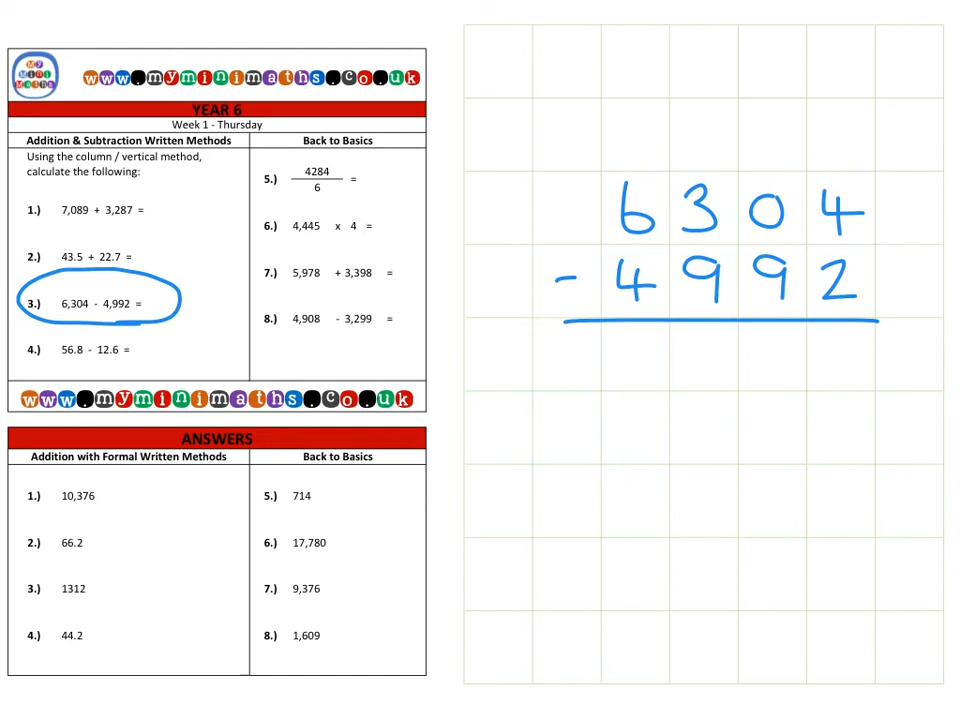 My
Mini
Maths
www.myminimaths.co.uk
YEAR 6
Week 1 - Thursday
Addition & Subtraction Written Methods
Using the column / vertical method,
calculate the following:
1.) 7,089 + 3,287 =
2.) 43.5 + 22.7 =
3.) 6,304 - 4,992 =
4.) 56.8 - 12.6 =
Back to Basics
5.) 4284
6 =
6.) 4,445 x 4 =
7.) 5,978 + 3,398 =
8.) 4,908 - 3,299 =
www.myminimaths.co.uk
ANSWERS
Addition with Formal Written Methods
1.) 10,376
2.) 66.2
3.) 1312
4.) 44.2
Back to Basics
5.) 714
6.) 17,780
7.) 9,376
8.) 1,609
6304
- 4992